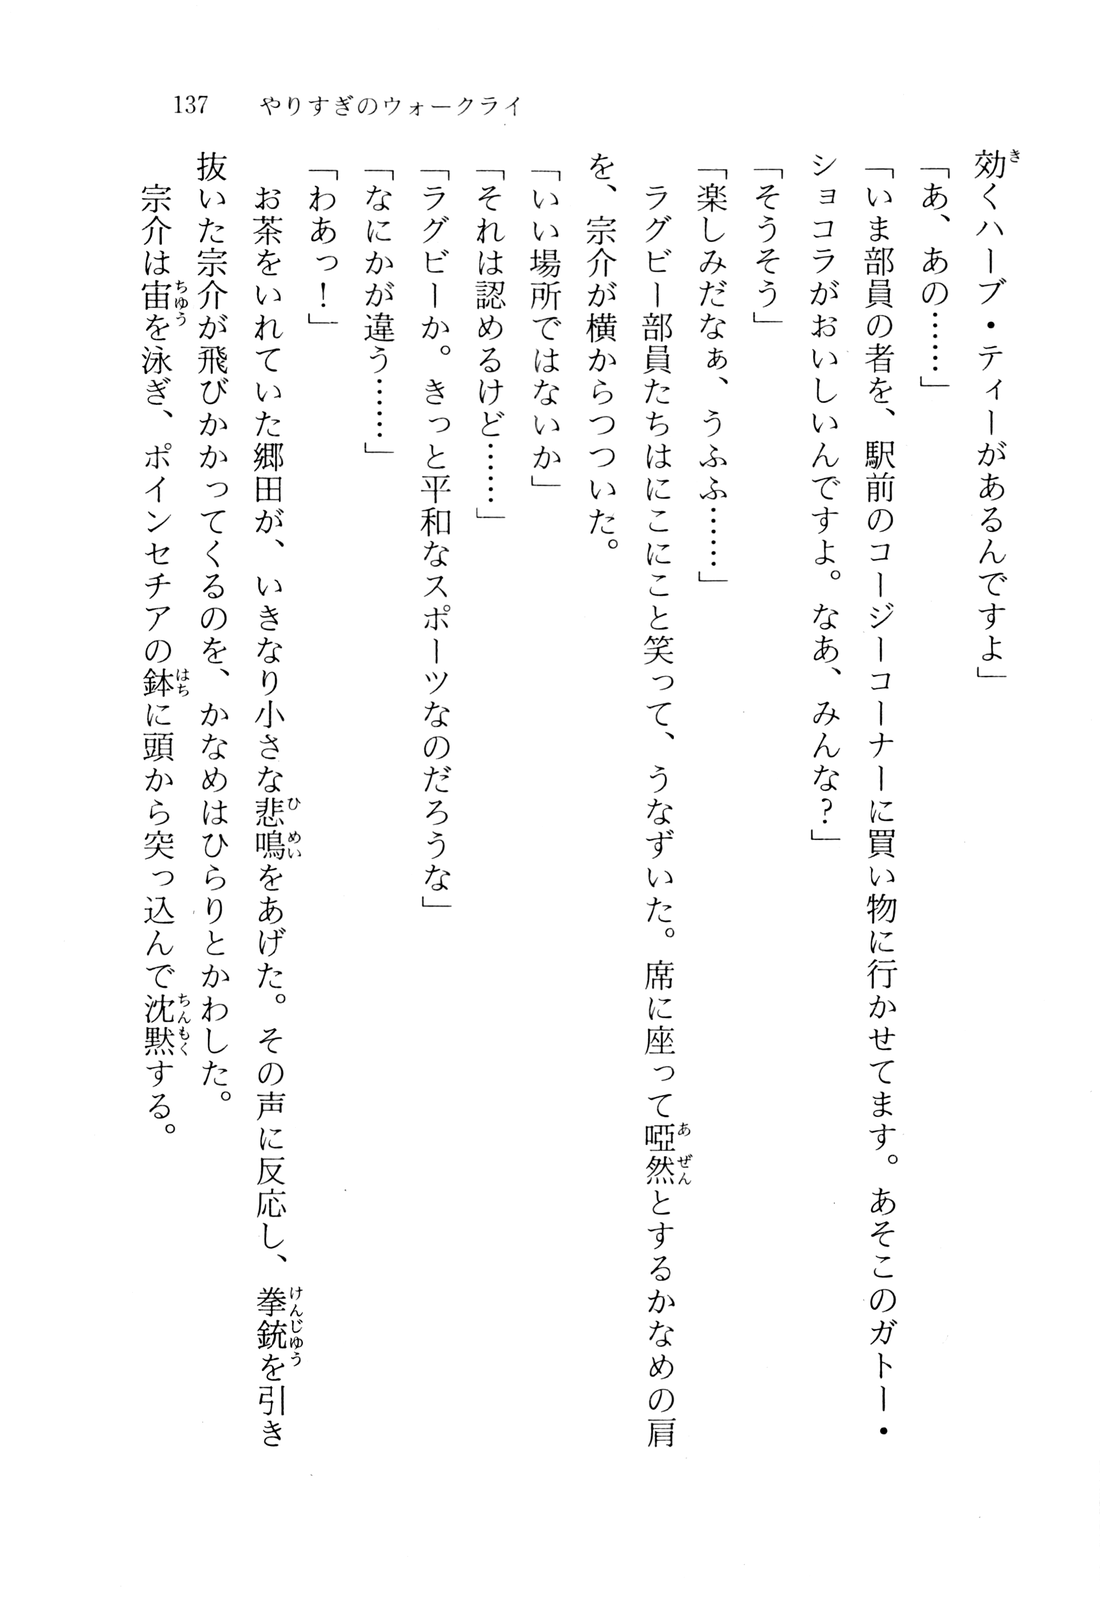 137　やりすぎのウォークライ
効くハーブ・ティーがあるんですよ」
「あ、あの……」
「いま部員の者を、駅前のコージーコーナーに買い物に行かせてます。あそこのガトー・
ショコラがおいしいんですよ。なあ、みんな？」
「そうそう」
「楽しみだなぁ、うふふ……」
　ラグビー部員たちはにこにこと笑って、うなずいた。席に座って啞然とするかなめの肩
を、宗介が横からつついた。
「いい場所ではないか」
「それは認めるけど……」
「ラグビーか。きっと平和なスポーツなのだろうな」
「なにかが違う……」
「わあっ！」
　お茶をいれていた郷田が、いきなり小さな悲鳴をあげた。その声に反応し、拳銃を引き
抜いた宗介が飛びかかってくるのを、かなめはひらりとかわした。
　宗介は宙を泳ぎ、ポインセチアの鉢に頭から突っ込んで沈黙する。